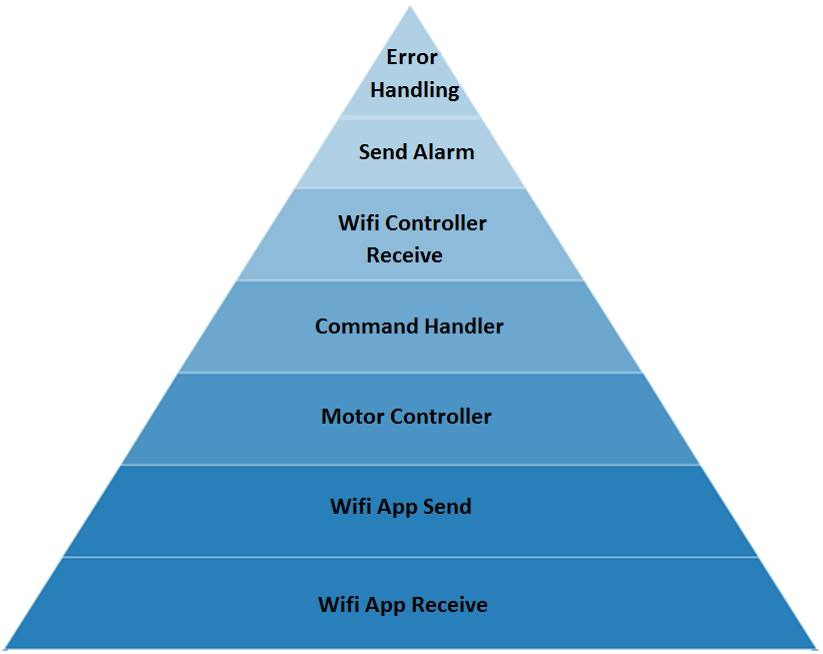 Error
Handling
Send Alarm
Wifi Controller
Receive
Command Handler
Motor Controller
Wifi App Send
Wifi App Receive